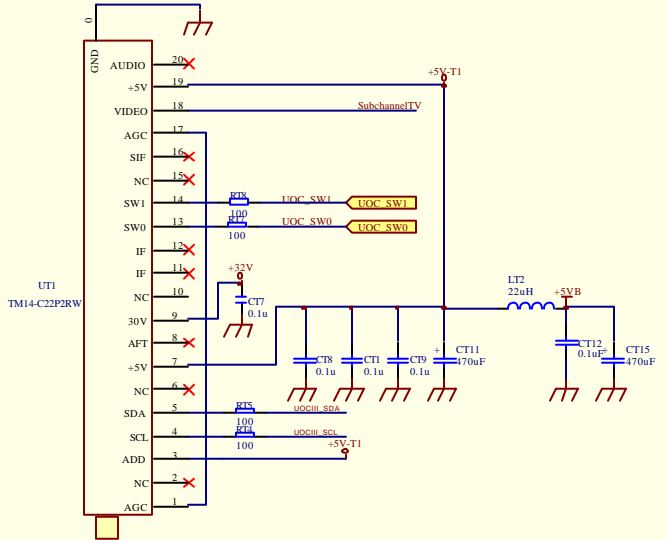 0
GND
AUDIO 20
+5V 19
+5V-T1
VIDEO 18 SubchannelTV
AGC 17
SIF 16
NC 15
SW1 14 RT8 100 UOC_SW1 UOC_SW1
SW0 13 RT7 100 UOC_SW0 UOC_SW0
IF 12
IF 11
UT1
TM14-C22P2RW
NC 10
+32V
CT7
0.1u
30V 9
LT2
22uH
+5VB
AFT 8
+5V 7
CT8 0.1u
CT1 0.1u
CT9 0.1u
+ CT11 470uF
CT12 0.1uF
+ CT15 470uF
NC 6
SDA 5 RT5 100 UOCIII_SDA
SCL 4 RT4 100 UOCIII_SCL
ADD 3 +5V-T1
NC 2
AGC 1